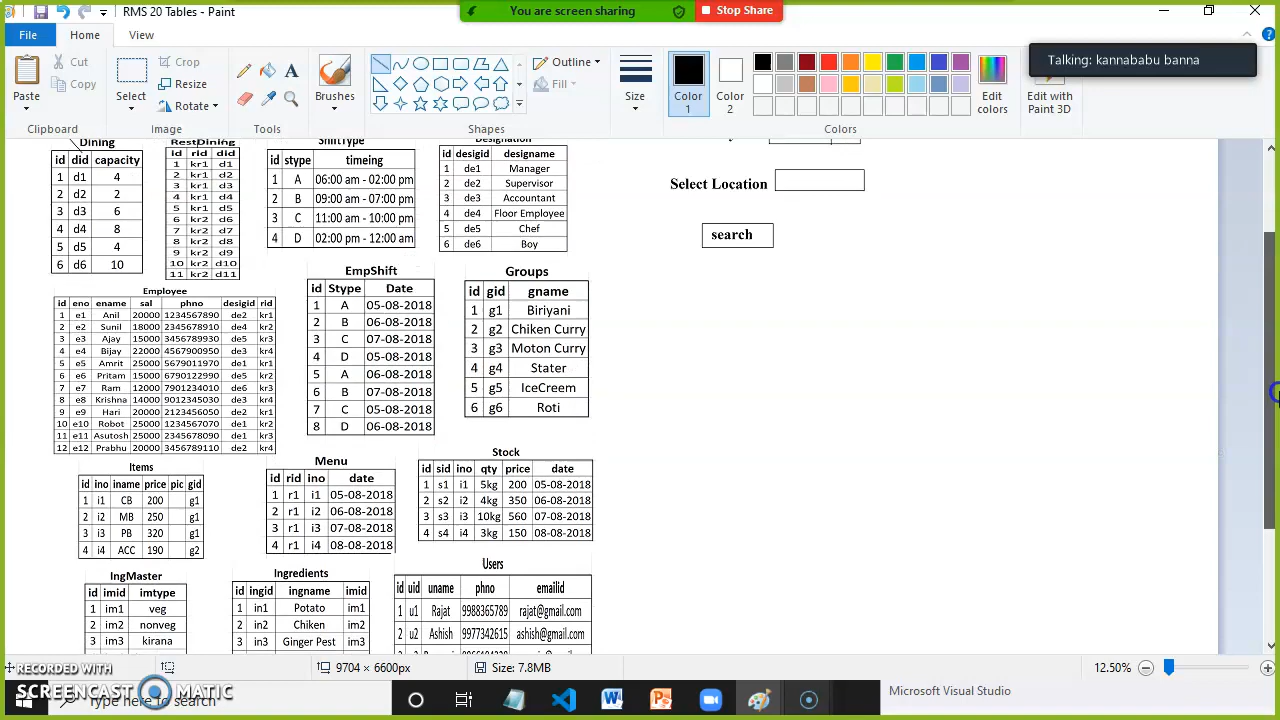 RMS 20 Tables - Paint
You are screen sharing
Stop Share
File Home View
Talking: kannababu banna
Paste
Cut
Copy
Select
Crop
Resize
Rotate
Brushes
Outline
Fill
Size
Color 1
Color 2
Edit colors
Edit with Paint 3D
Clipboard Image Tools Shapes Colors
Dining
id did capacity
1 d1 4
2 d2 2
3 d3 6
4 d4 8
5 d5 4
6 d6 10
RestDining
id rid did
1 kr1 d1
2 kr1 d2
3 kr1 d3
4 kr1 d4
5 kr1 d5
6 kr2 d6
7 kr2 d7
8 kr2 d8
9 kr2 d9
10 kr2 d10
11 kr2 d11
ShiftType
id stype timeing
1 A 06:00 am - 02:00 pm
2 B 09:00 am - 07:00 pm
3 C 11:00 am - 10:00 pm
4 D 02:00 pm - 12:00 am
Designation
id desigid designame
1 de1 Manager
2 de2 Supervisor
3 de3 Accountant
4 de4 Floor Employee
5 de5 Chef
6 de6 Boy
Select Location
search
Employee
id eno ename sal phno desigid rid
1 e1 Anil 20000 1234567890 de2 kr1
2 e2 Sunil 18000 2345678910 de4 kr2
3 e3 Ajay 15000 3456789930 de5 kr3
4 e4 Bijay 22000 4567900950 de3 kr4
5 e5 Amrit 25000 5679011970 de1 kr1
6 e6 Pritam 15000 6790122990 de5 kr2
7 e7 Ram 12000 7901234010 de6 kr3
8 e8 Krishna 14000 9012345030 de3 kr4
9 e9 Hari 20000 2123456050 de2 kr1
10 e10 Robot 25000 1234567070 de1 kr2
11 e11 Asutosh 25000 2345678090 de1 kr3
12 e12 Prabhu 20000 3456789110 de2 kr4
EmpShift
id Stype Date
1 A 05-08-2018
2 B 06-08-2018
3 C 07-08-2018
4 D 05-08-2018
5 A 06-08-2018
6 B 07-08-2018
7 C 05-08-2018
8 D 06-08-2018
Groups
id gid gname
1 g1 Biriyani
2 g2 Chiken Curry
3 g3 Moton Curry
4 g4 Stater
5 g5 IceCreem
6 g6 Roti
Items
id ino iname price pic gid
1 i1 CB 200 g1
2 i2 MB 250 g1
3 i3 PB 320 g1
4 i4 ACC 190 g2
Menu
id rid ino date
1 r1 i1 05-08-2018
2 r1 i2 06-08-2018
3 r1 i3 07-08-2018
4 r1 i4 08-08-2018
Stock
id sid ino qty price date
1 s1 i1 5kg 200 05-08-2018
2 s2 i2 4kg 350 06-08-2018
3 s3 i3 10kg 560 07-08-2018
4 s4 i4 3kg 150 08-08-2018
IngMaster
id imid imtype
1 im1 veg
2 im2 nonveg
3 im3 kirana
Ingredients
id ingid ingname imid
1 in1 Potato im1
2 in2 Chiken im2
3 in3 Ginger Pest im3
Users
id uid uname phno emailid
1 u1 Rajat 9988365789 rajat@gmail.com
2 u2 Ashish 9977342615 ashish@gmail.com
RECORDED WITH
SCREENCAST MATIC
9704 × 6600px
Size: 7.8MB
12.50%
Type here to search
Microsoft Visual Studio